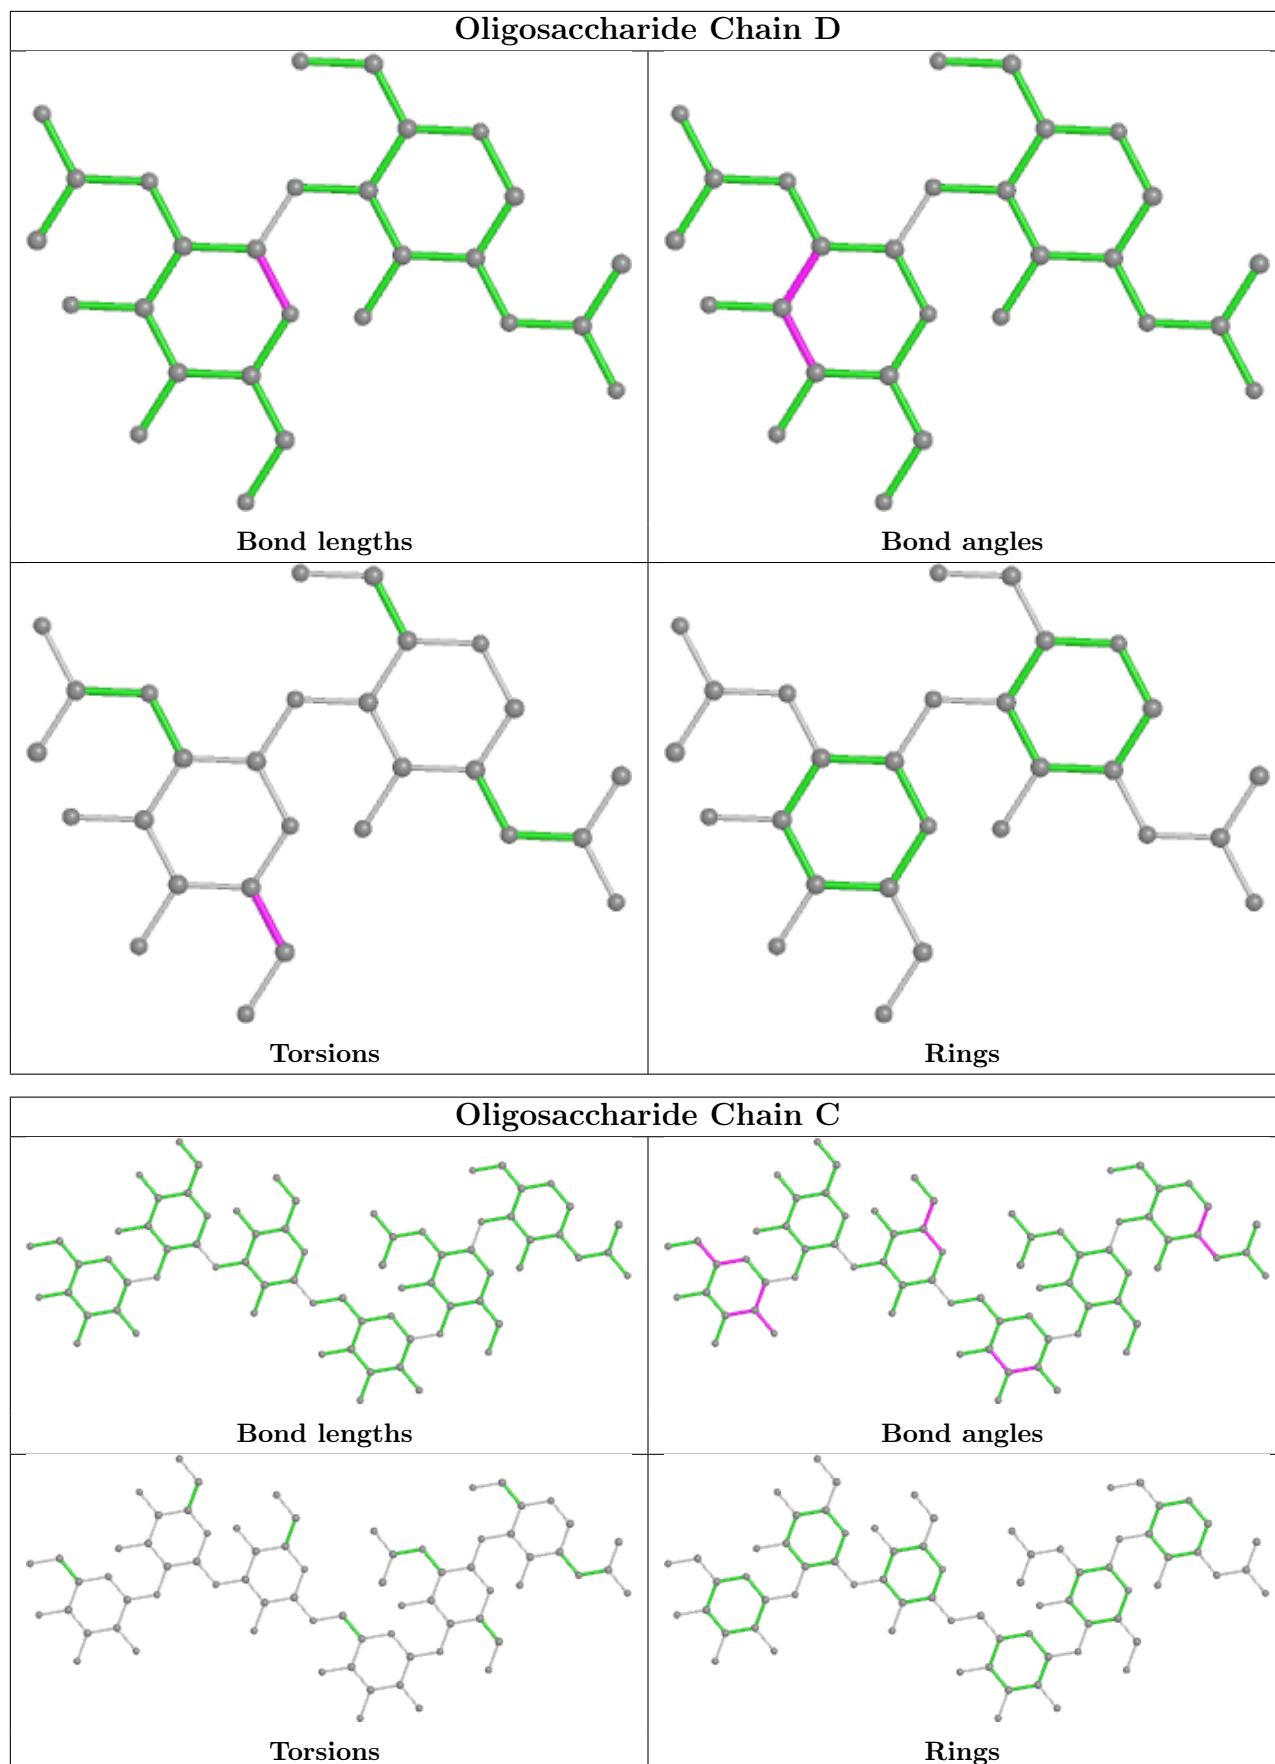 Oligosaccharide Chain D
Bond lengths
Bond angles
Torsions
Rings
Oligosaccharide Chain C
Bond lengths
Bond angles
Torsions
Rings